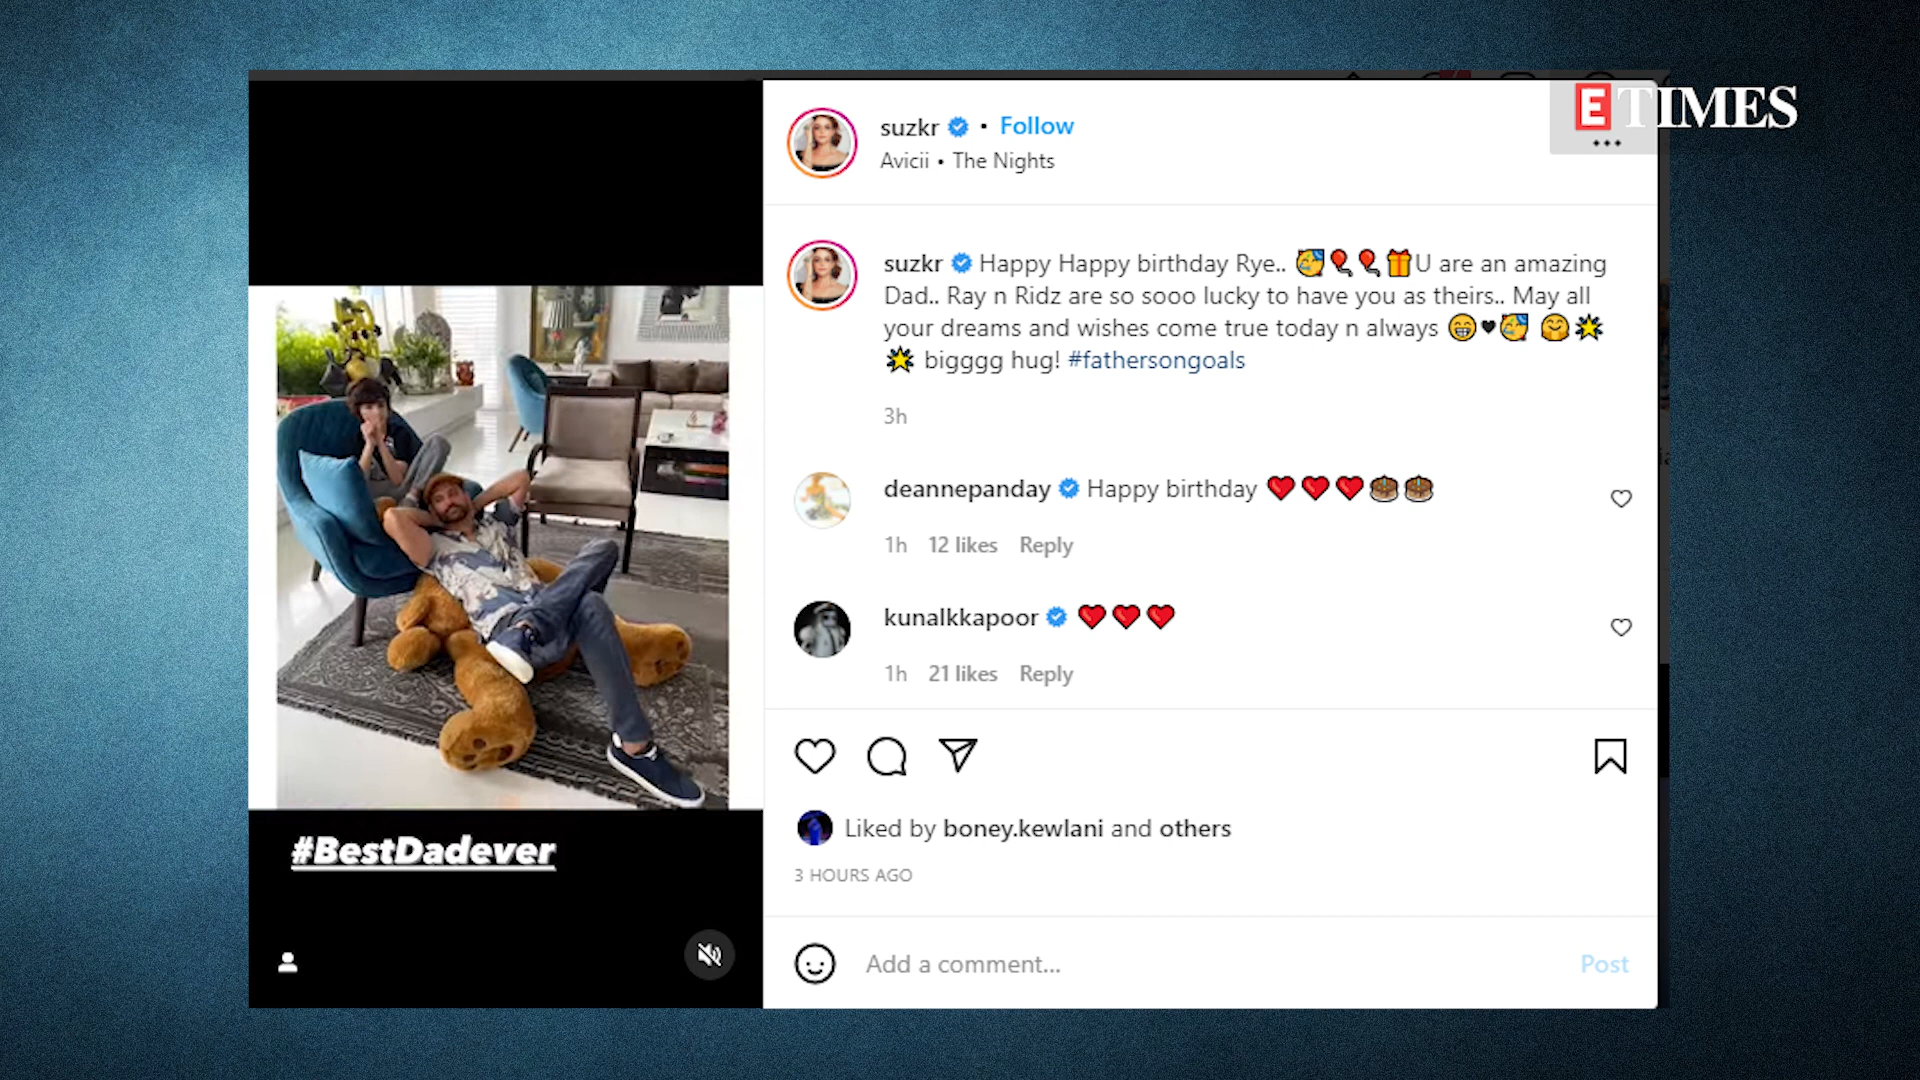 ETIMES
suzkr • Follow
Avicii • The Nights
suzkr Happy Happy birthday Rye.. 🥳🎈🎈🎁U are an amazing
Dad.. Ray n Ridz are so sooo lucky to have you as theirs.. May all
your dreams and wishes come true today n always 😁🖤🥳 🤗🌟
🌟 bigggg hug! #fathersongoals
3h
deannepanday Happy birthday ❤️❤️❤️🎂🎂
1h 12 likes Reply
kunalkkapoor ❤️❤️❤️
1h 21 likes Reply
Liked by boney.kewlani and others
3 HOURS AGO
Add a comment...
Post
#BestDadever